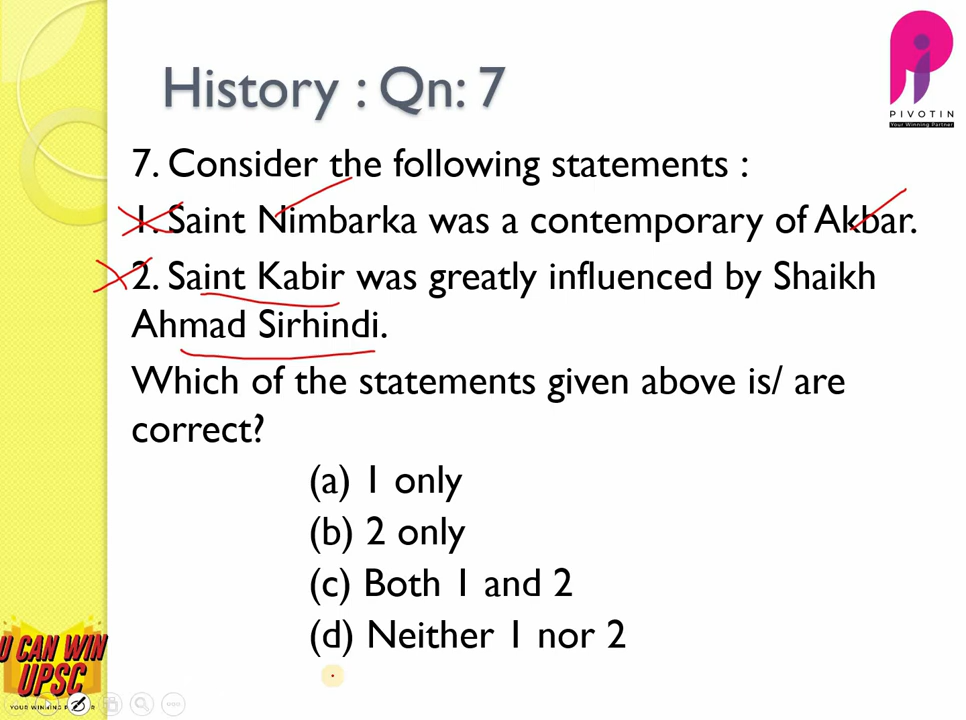 History : Qn: 7
PIVOTIN
Your Winning Partner
7. Consider the following statements :
1. Saint Nimbarka was a contemporary of Akbar.
2. Saint Kabir was greatly influenced by Shaikh
Ahmad Sirhindi.
Which of the statements given above is/ are
correct?
(a) 1 only
(b) 2 only
(c) Both 1 and 2
(d) Neither 1 nor 2
U CAN WIN
UPSC